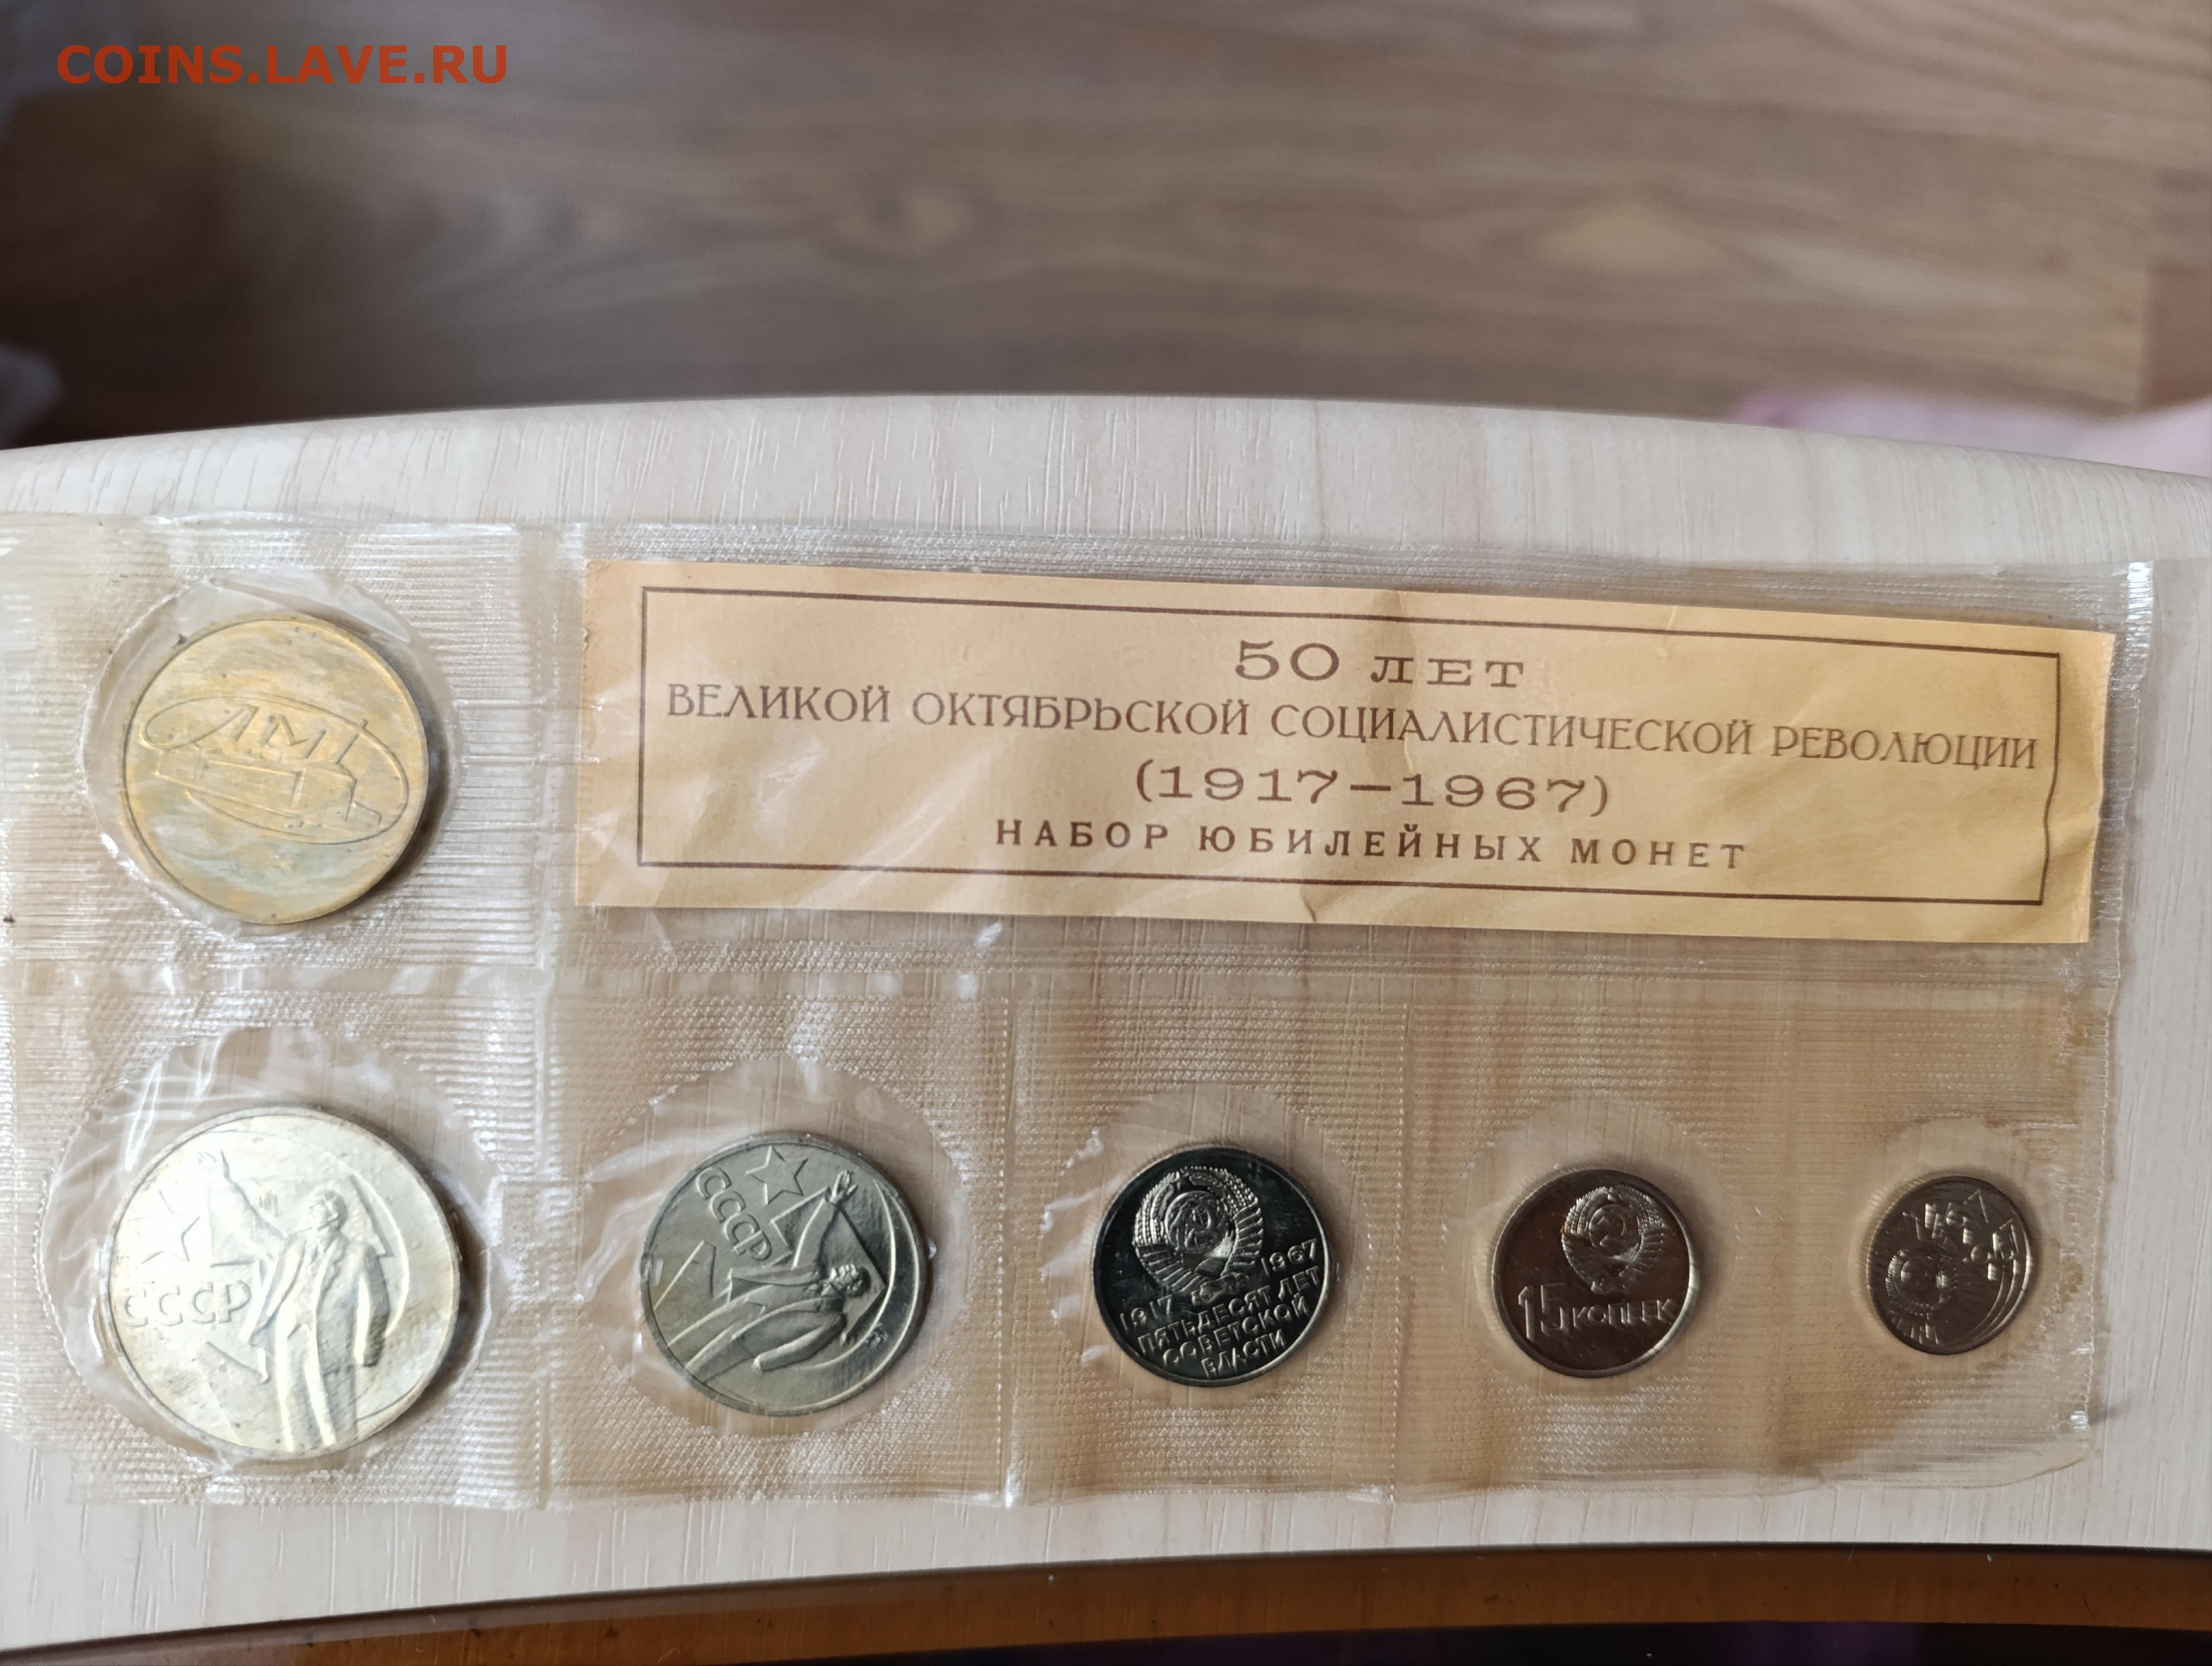 COINS.LAVE.RU
50 ЛЕТ
ВЕЛИКОЙ ОКТЯБРЬСКОЙ СОЦИАЛИСТИЧЕСКОЙ РЕВОЛЮЦИИ
(1917—1967)
НАБОР ЮБИЛЕЙНЫХ МОНЕТ
ЛМД
СССР
СССР
1917 1967
ПЯТЬДЕСЯТ ЛЕТ
СОВЕТСКОЙ
ВЛАСТИ
15 КОПЕЕК